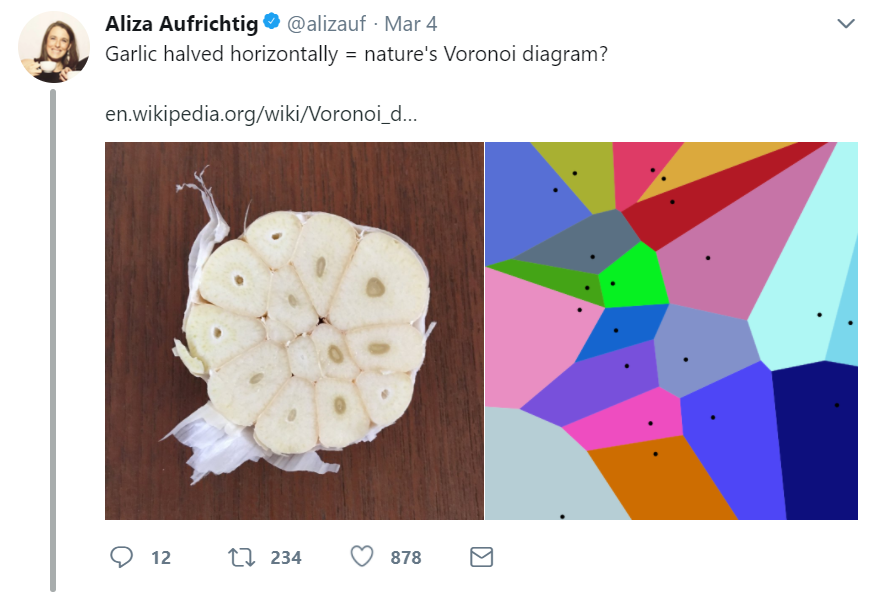 Aliza Aufrichtig @alizauf · Mar 4
Garlic halved horizontally = nature's Voronoi diagram?
en.wikipedia.org/wiki/Voronoi_d...
12 234 878